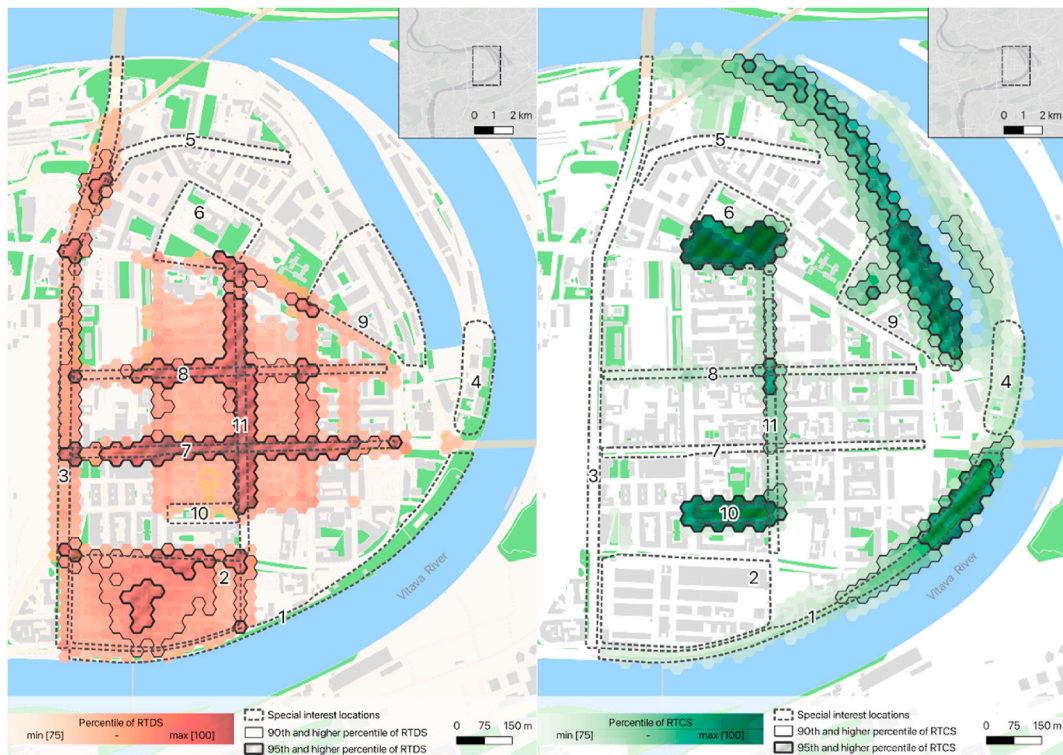 0 1 2 km
5
6
9
8
4
11
7
3
10
2
1
Vltava River
Percentile of RTDS
min [75] - max [100]
Special interest locations
90th and higher percentile of RTDS
95th and higher percentile of RTDS
0 75 150 m
0 1 2 km
5
6
9
8
4
11
7
3
10
2
1
Vltava River
Percentile of RTCS
min [75] - max [100]
Special interest locations
90th and higher percentile of RTCS
95th and higher percentile of RTCS
0 75 150 m